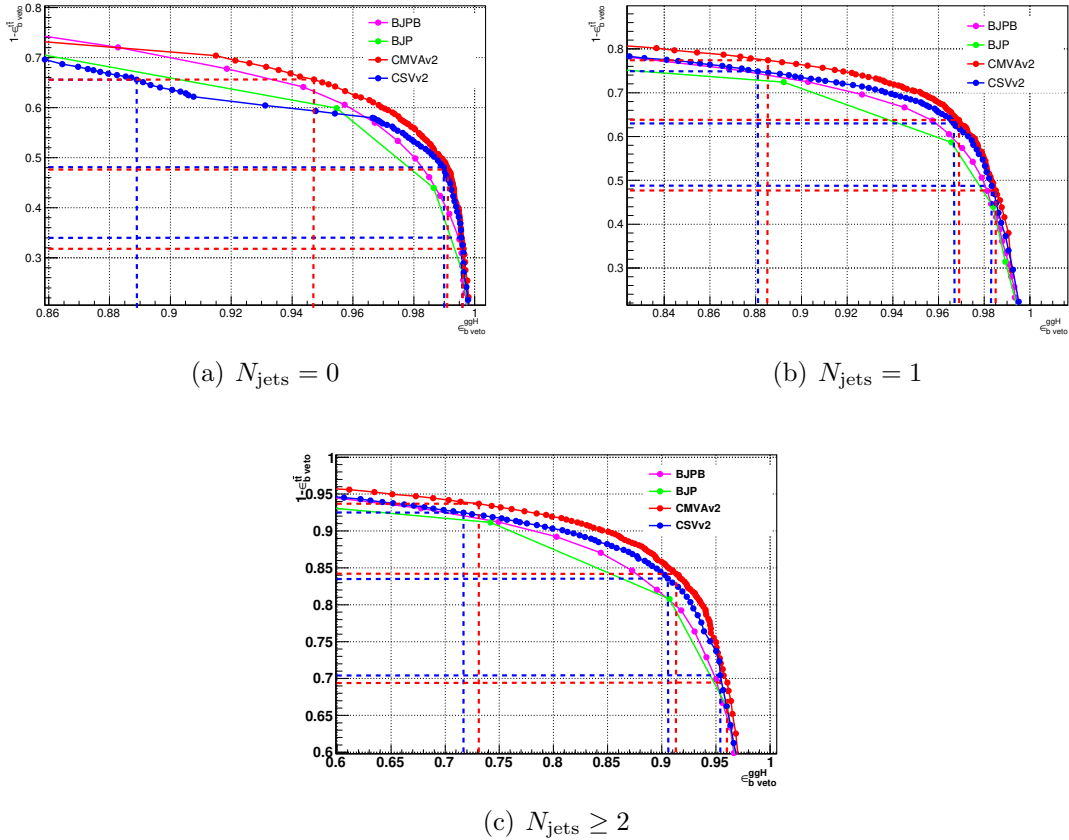 1-ϵ^{tt̄}_{b veto}
0.8
0.7
0.6
0.5
0.4
0.3
0.86 0.88 0.9 0.92 0.94 0.96 0.98 1
ϵ^{ggH}_{b veto}
BJPB
BJP
CMVAv2
CSVv2
(a) N_{jets} = 0
1-ϵ^{tt̄}_{b veto}
0.8
0.7
0.6
0.5
0.4
0.3
0.84 0.86 0.88 0.9 0.92 0.94 0.96 0.98 1
ϵ^{ggH}_{b veto}
BJPB
BJP
CMVAv2
CSVv2
(b) N_{jets} = 1
1-ϵ^{tt̄}_{b veto}
1
0.95
0.9
0.85
0.8
0.75
0.7
0.65
0.6
0.6 0.65 0.7 0.75 0.8 0.85 0.9 0.95 1
ϵ^{ggH}_{b veto}
BJPB
BJP
CMVAv2
CSVv2
(c) N_{jets} ≥ 2